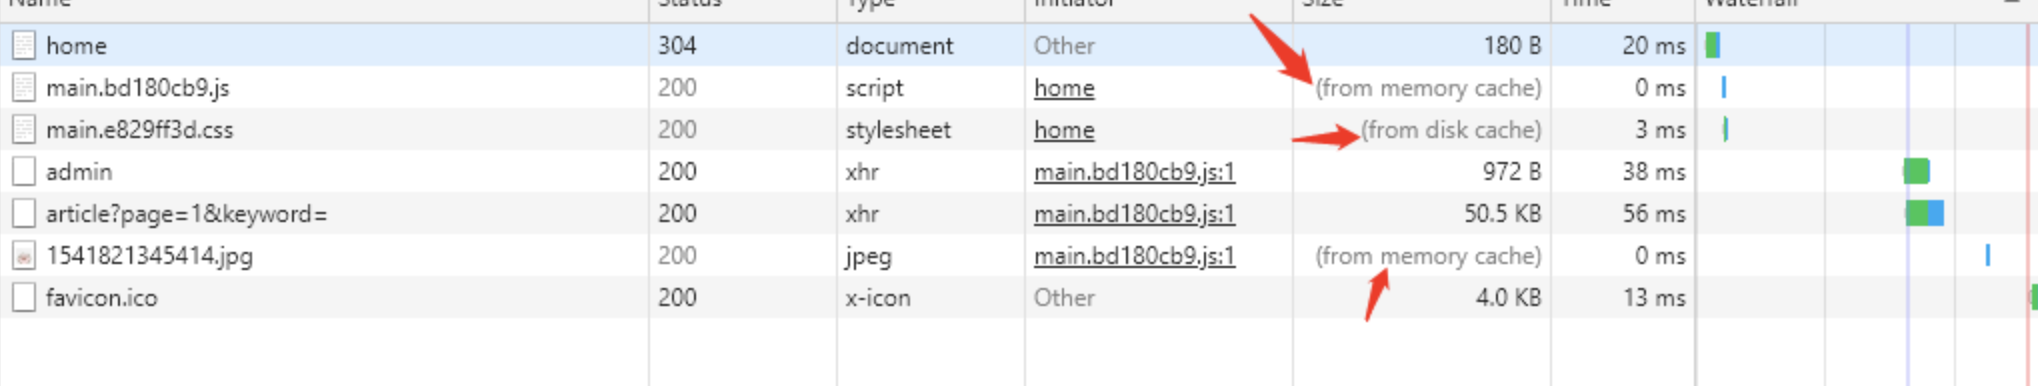 Name Status Type Initiator Size Time Waterfall
home 304 document Other 180 B 20 ms
main.bd180cb9.js 200 script home (from memory cache) 0 ms
main.e829ff3d.css 200 stylesheet home (from disk cache) 3 ms
admin 200 xhr main.bd180cb9.js:1 972 B 38 ms
article?page=1&keyword= 200 xhr main.bd180cb9.js:1 50.5 KB 56 ms
1541821345414.jpg 200 jpeg main.bd180cb9.js:1 (from memory cache) 0 ms
favicon.ico 200 x-icon Other 4.0 KB 13 ms